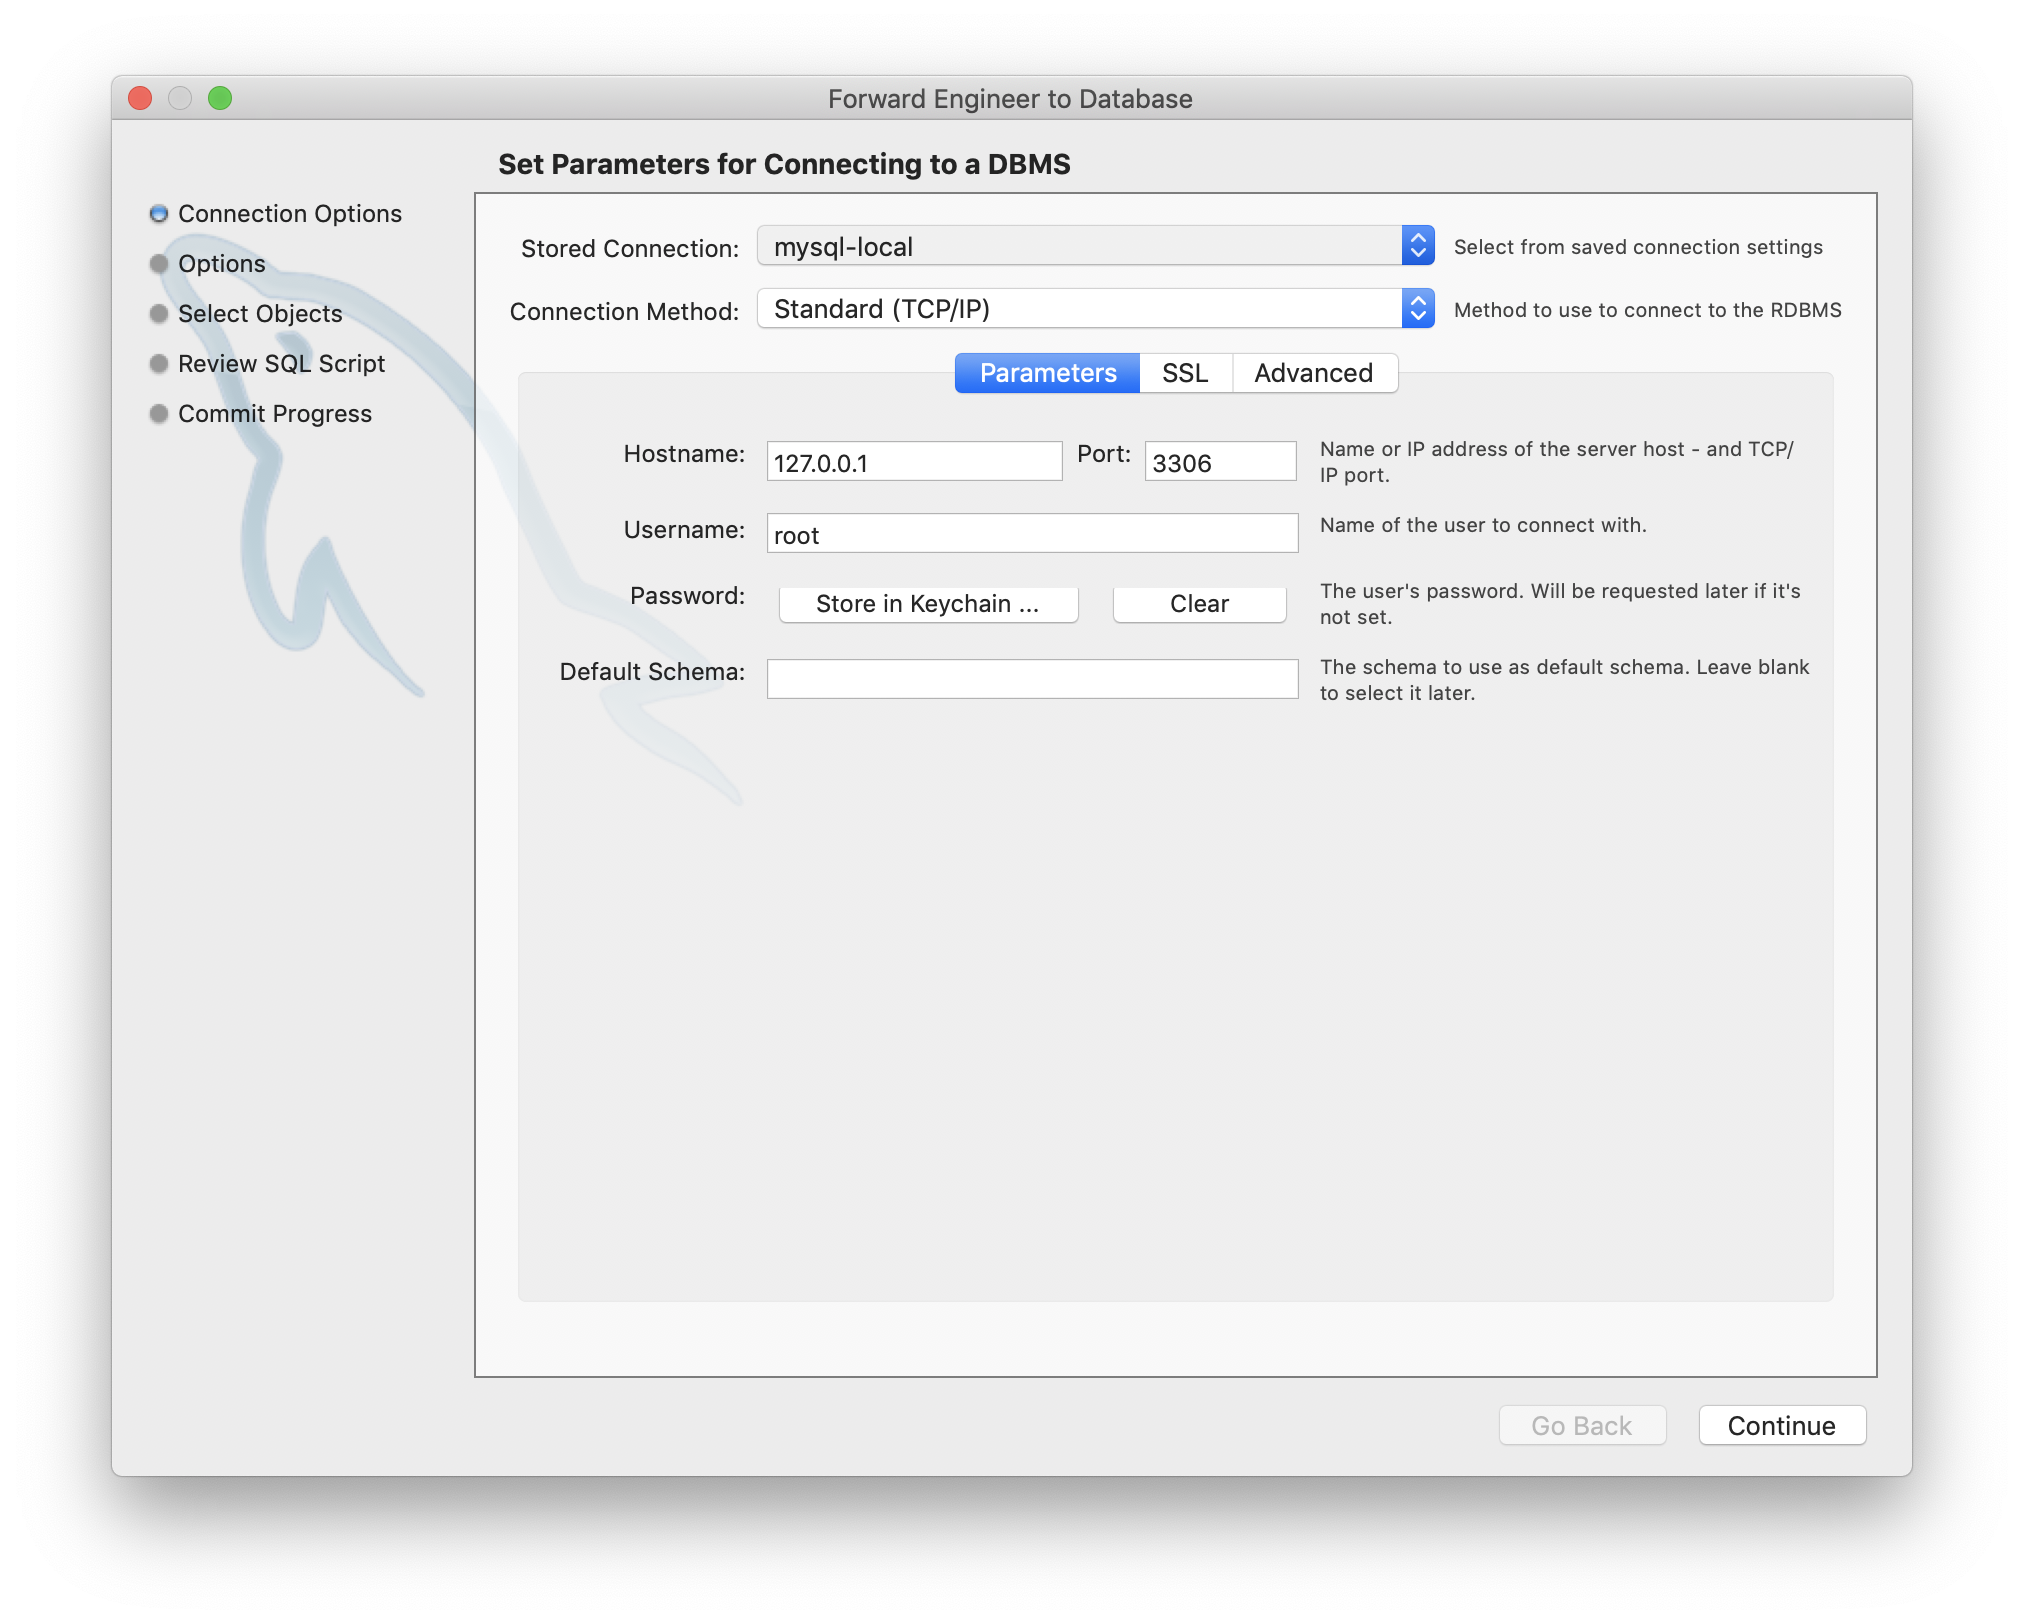 Forward Engineer to Database
Set Parameters for Connecting to a DBMS
Connection Options
Options
Select Objects
Review SQL Script
Commit Progress
Stored Connection: mysql-local Select from saved connection settings
Connection Method: Standard (TCP/IP) Method to use to connect to the RDBMS
Parameters SSL Advanced
Hostname: 127.0.0.1 Port: 3306 Name or IP address of the server host - and TCP/
IP port.
Username: root Name of the user to connect with.
Password: Store in Keychain ... Clear The user's password. Will be requested later if it's
not set.
Default Schema: The schema to use as default schema. Leave blank
to select it later.
Go Back Continue